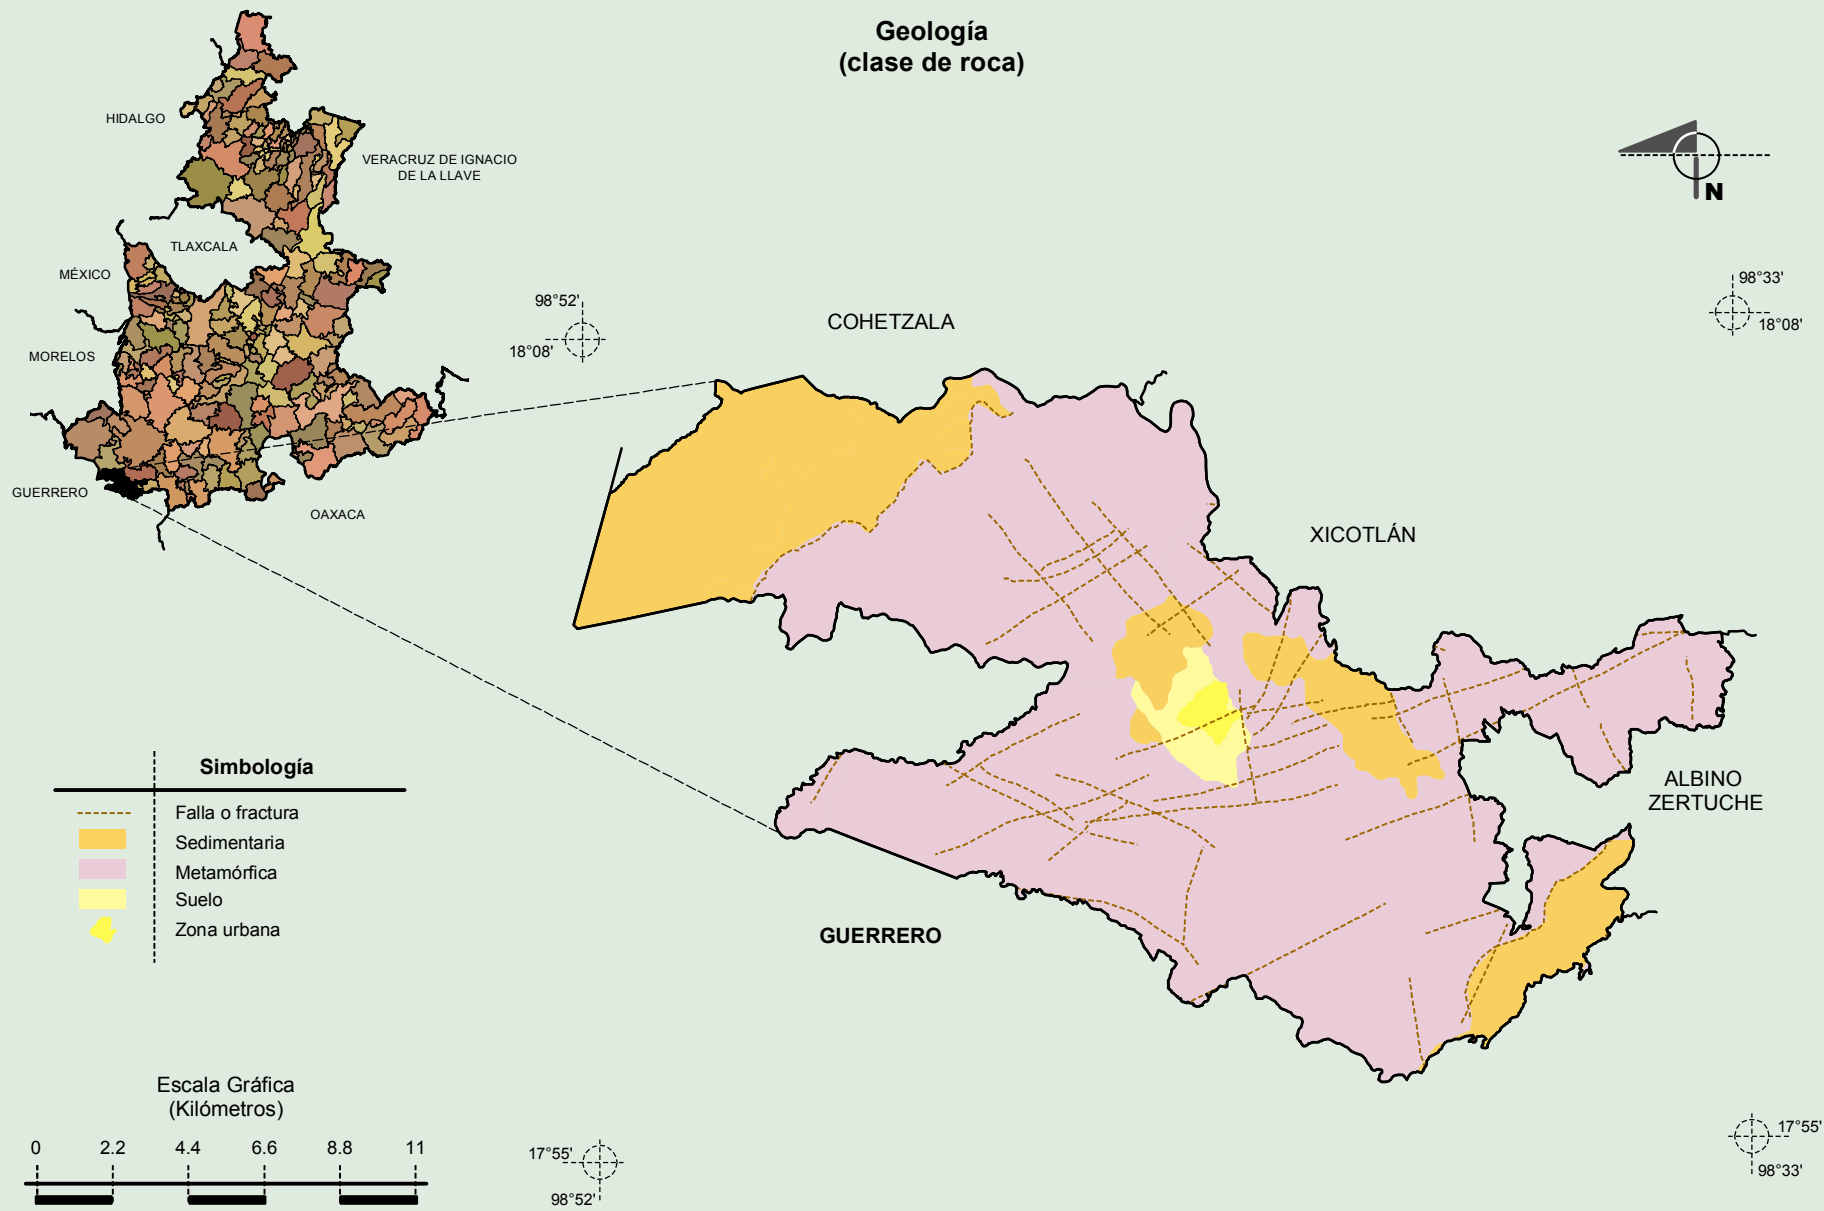 Geología
(clase de roca)
HIDALGO
VERACRUZ DE IGNACIO
DE LA LLAVE
TLAXCALA
MÉXICO
MORELOS
GUERRERO
OAXACA
N
98°52'
18°08'
98°33'
18°08'
COHETZALA
XICOTLÁN
ALBINO
ZERTUCHE
GUERRERO
Simbología
Falla o fractura
Sedimentaria
Metamórfica
Suelo
Zona urbana
Escala Gráfica
(Kilómetros)
0 2.2 4.4 6.6 8.8 11
17°55'
98°52'
17°55'
98°33'